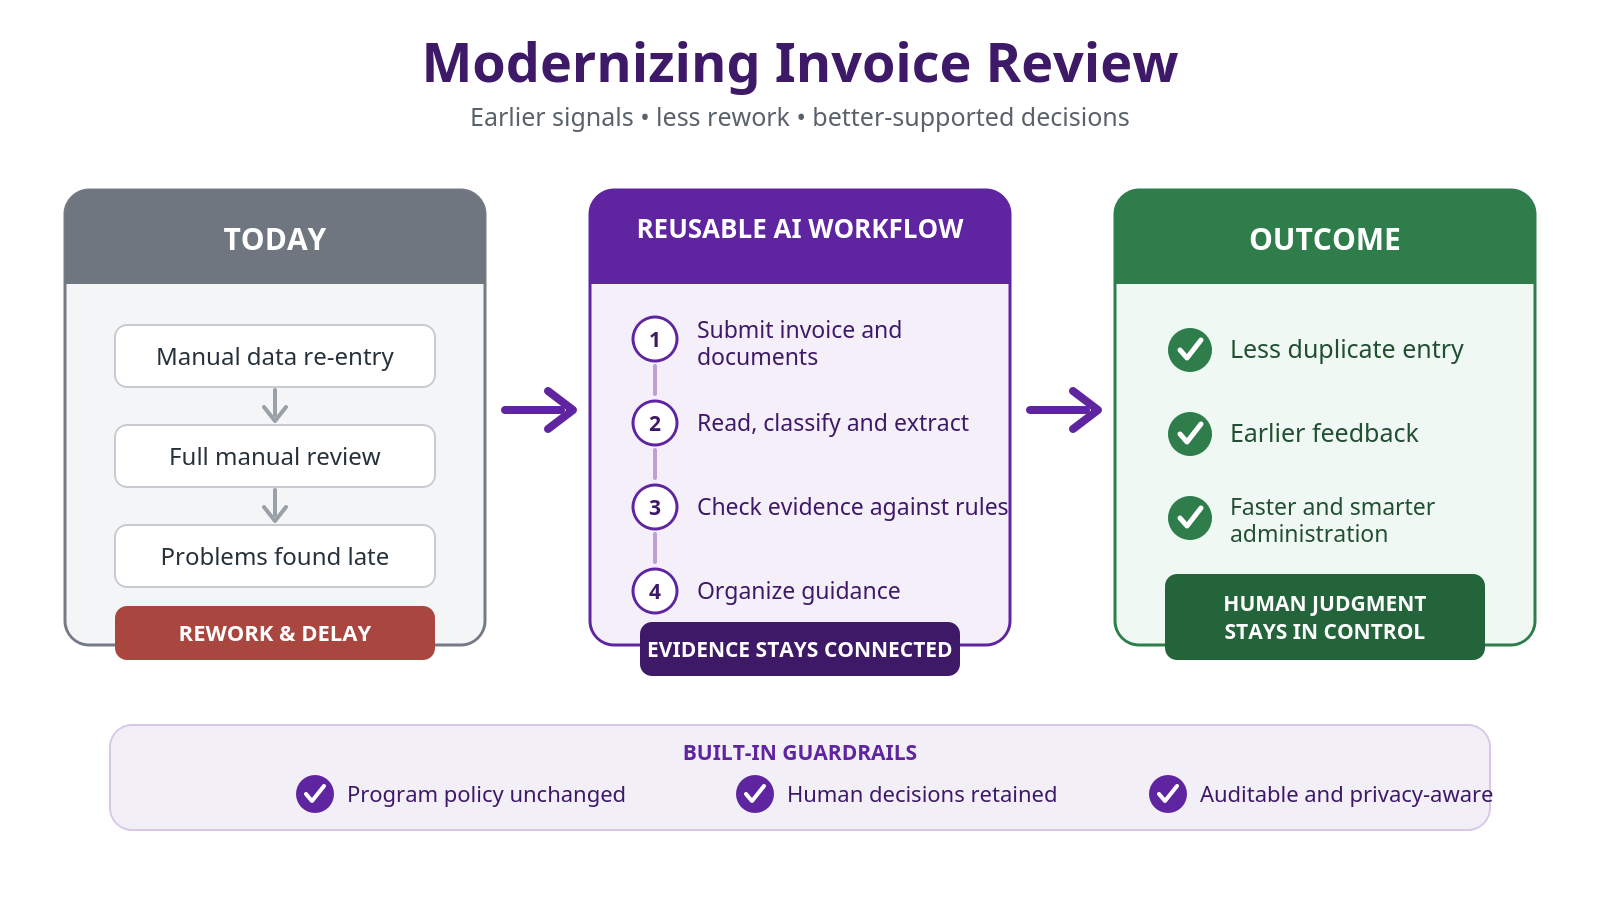 Modernizing Invoice Review
Earlier signals • less rework • better-supported decisions
TODAY
Manual data re-entry
Full manual review
Problems found late
REWORK & DELAY
REUSABLE AI WORKFLOW
1
Submit invoice and
documents
2
Read, classify and extract
3
Check evidence against rules
4
Organize guidance
EVIDENCE STAYS CONNECTED
OUTCOME
Less duplicate entry
Earlier feedback
Faster and smarter
administration
HUMAN JUDGMENT
STAYS IN CONTROL
BUILT-IN GUARDRAILS
Program policy unchanged
Human decisions retained
Auditable and privacy-aware